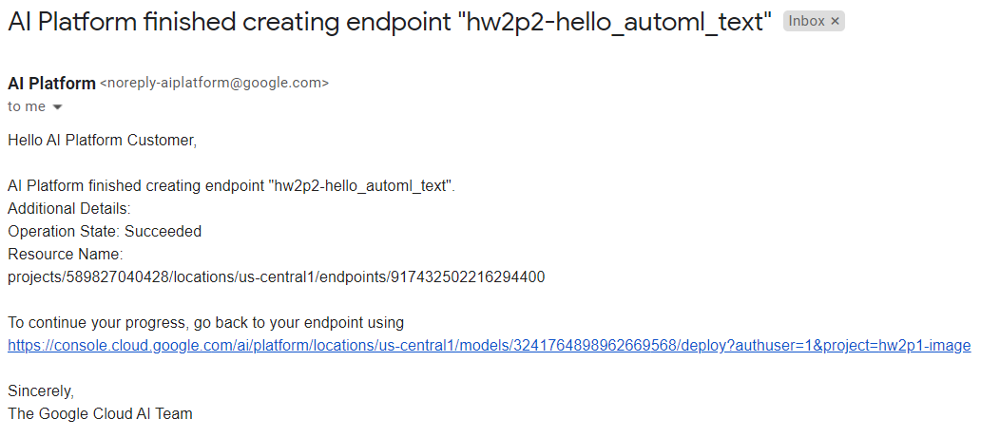 AI Platform finished creating endpoint "hw2p2-hello_automl_text" Inbox ×
AI Platform <noreply-aiplatform@google.com>
to me
Hello AI Platform Customer,
AI Platform finished creating endpoint "hw2p2-hello_automl_text".
Additional Details:
Operation State: Succeeded
Resource Name:
projects/589827040428/locations/us-central1/endpoints/917432502216294400
To continue your progress, go back to your endpoint using
https://console.cloud.google.com/ai/platform/locations/us-central1/models/3241764898962669568/deploy?authuser=1&project=hw2p1-image
Sincerely,
The Google Cloud AI Team